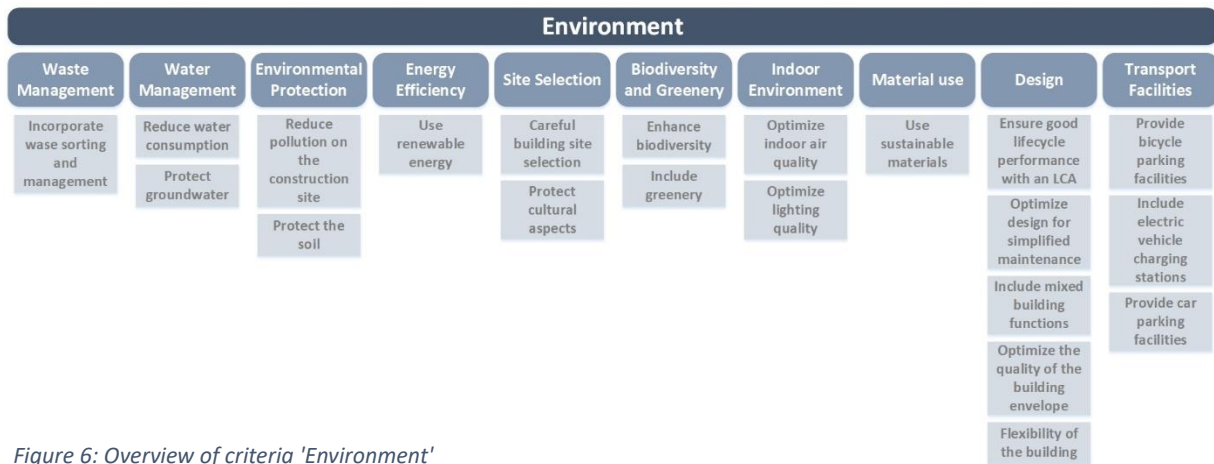 Environment
Waste
Management
Water
Management
Environmental
Protection
Energy
Efficiency
Site Selection
Biodiversity
and Greenery
Indoor
Environment
Material use
Design
Transport
Facilities
Incorporate
wase sorting
and
management
Reduce water
consumption
Protect
groundwater
Reduce
pollution on
the
construction
site
Protect the
soil
Use
renewable
energy
Careful
building site
selection
Protect
cultural
aspects
Enhance
biodiversity
Include
greenery
Optimize
indoor air
quality
Optimize
lighting
quality
Use
sustainable
materials
Ensure good
lifecycle
performance
with an LCA
Optimize
design for
simplified
maintenance
Include mixed
building
functions
Optimize the
quality of the
building
envelope
Flexibility of
the building
Provide
bicycle
parking
facilities
Include
electric
vehicle
charging
stations
Provide car
parking
facilities
Figure 6: Overview of criteria 'Environment'